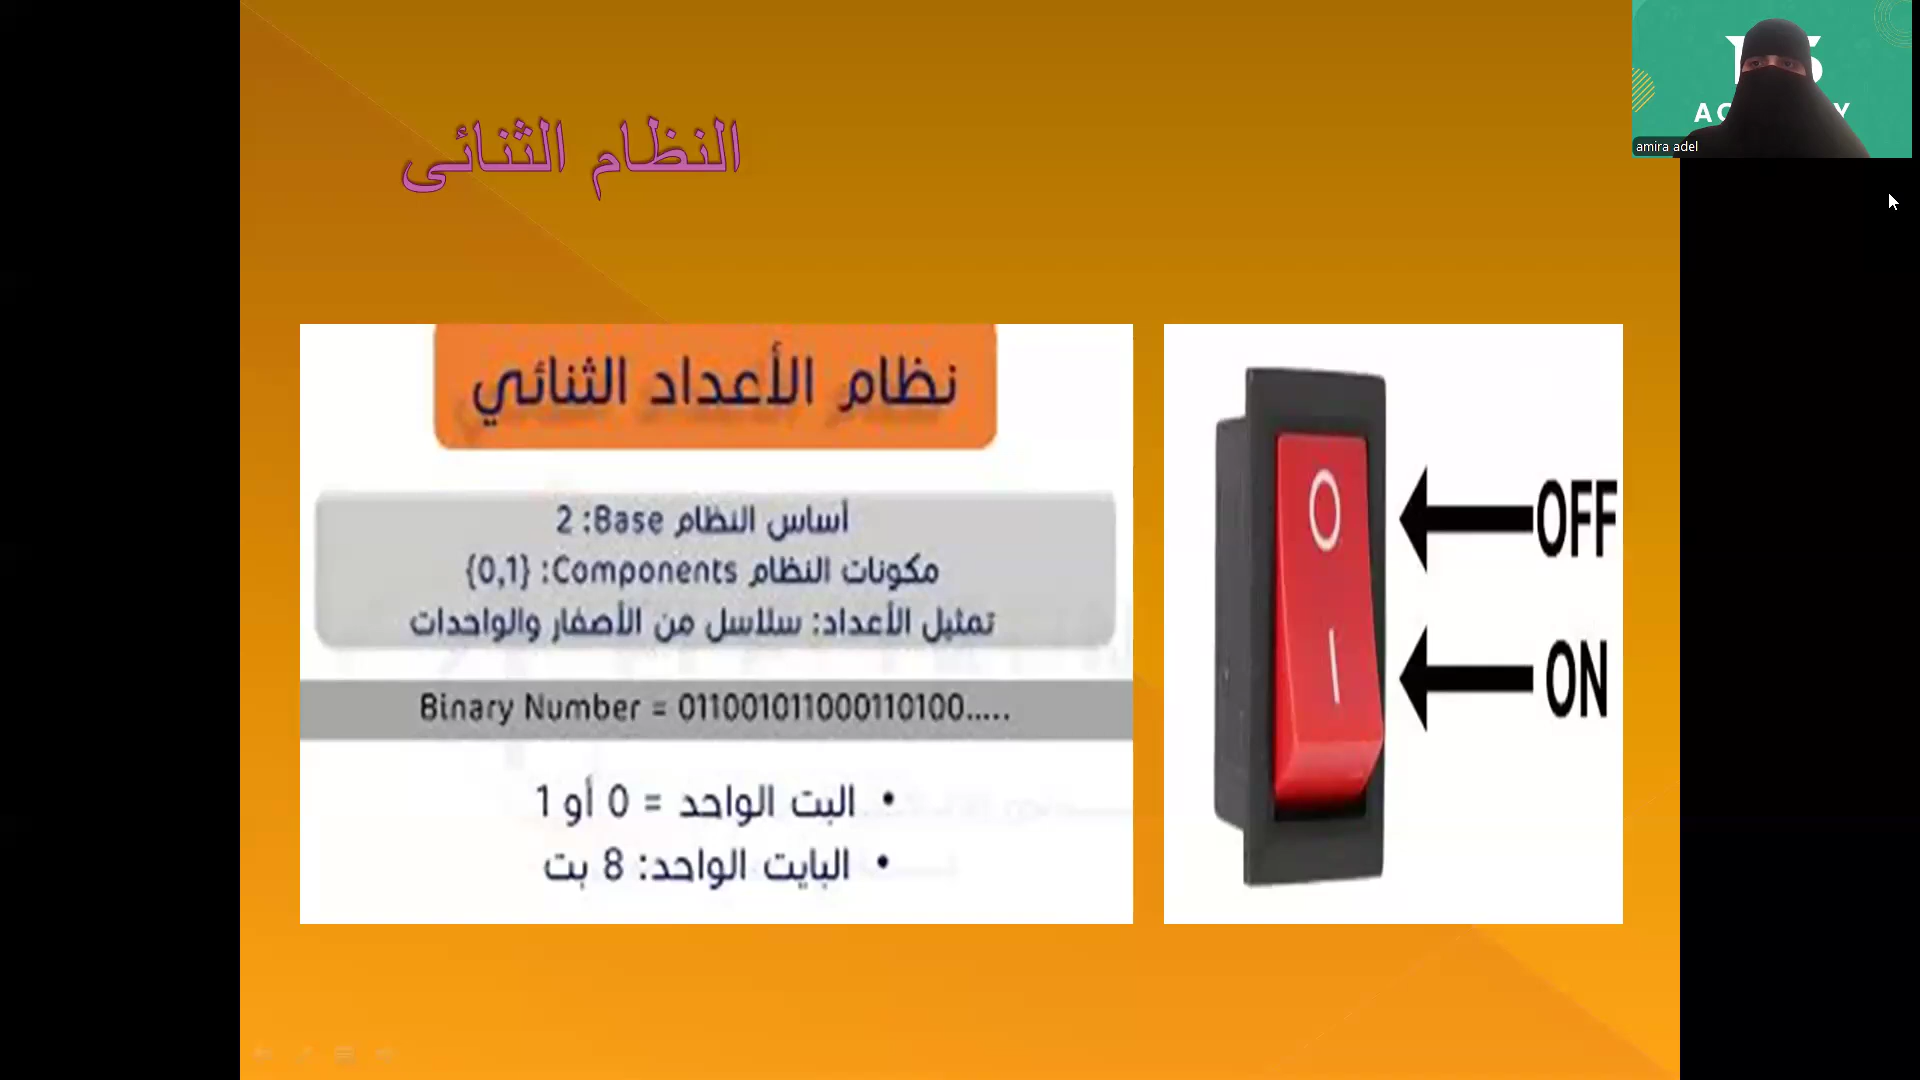 النظام الثنائى
نظام الأعداد الثنائي
أساس النظام Base: 2
مكونات النظام Components: {0,1}
تمثيل الأعداد: سلاسل من الأصفار والواحدات
Binary Number = 011001011000110100.....
• البت الواحد = 0 أو 1
• البايت الواحد: 8 بت
O
OFF
I
ON
amira adel